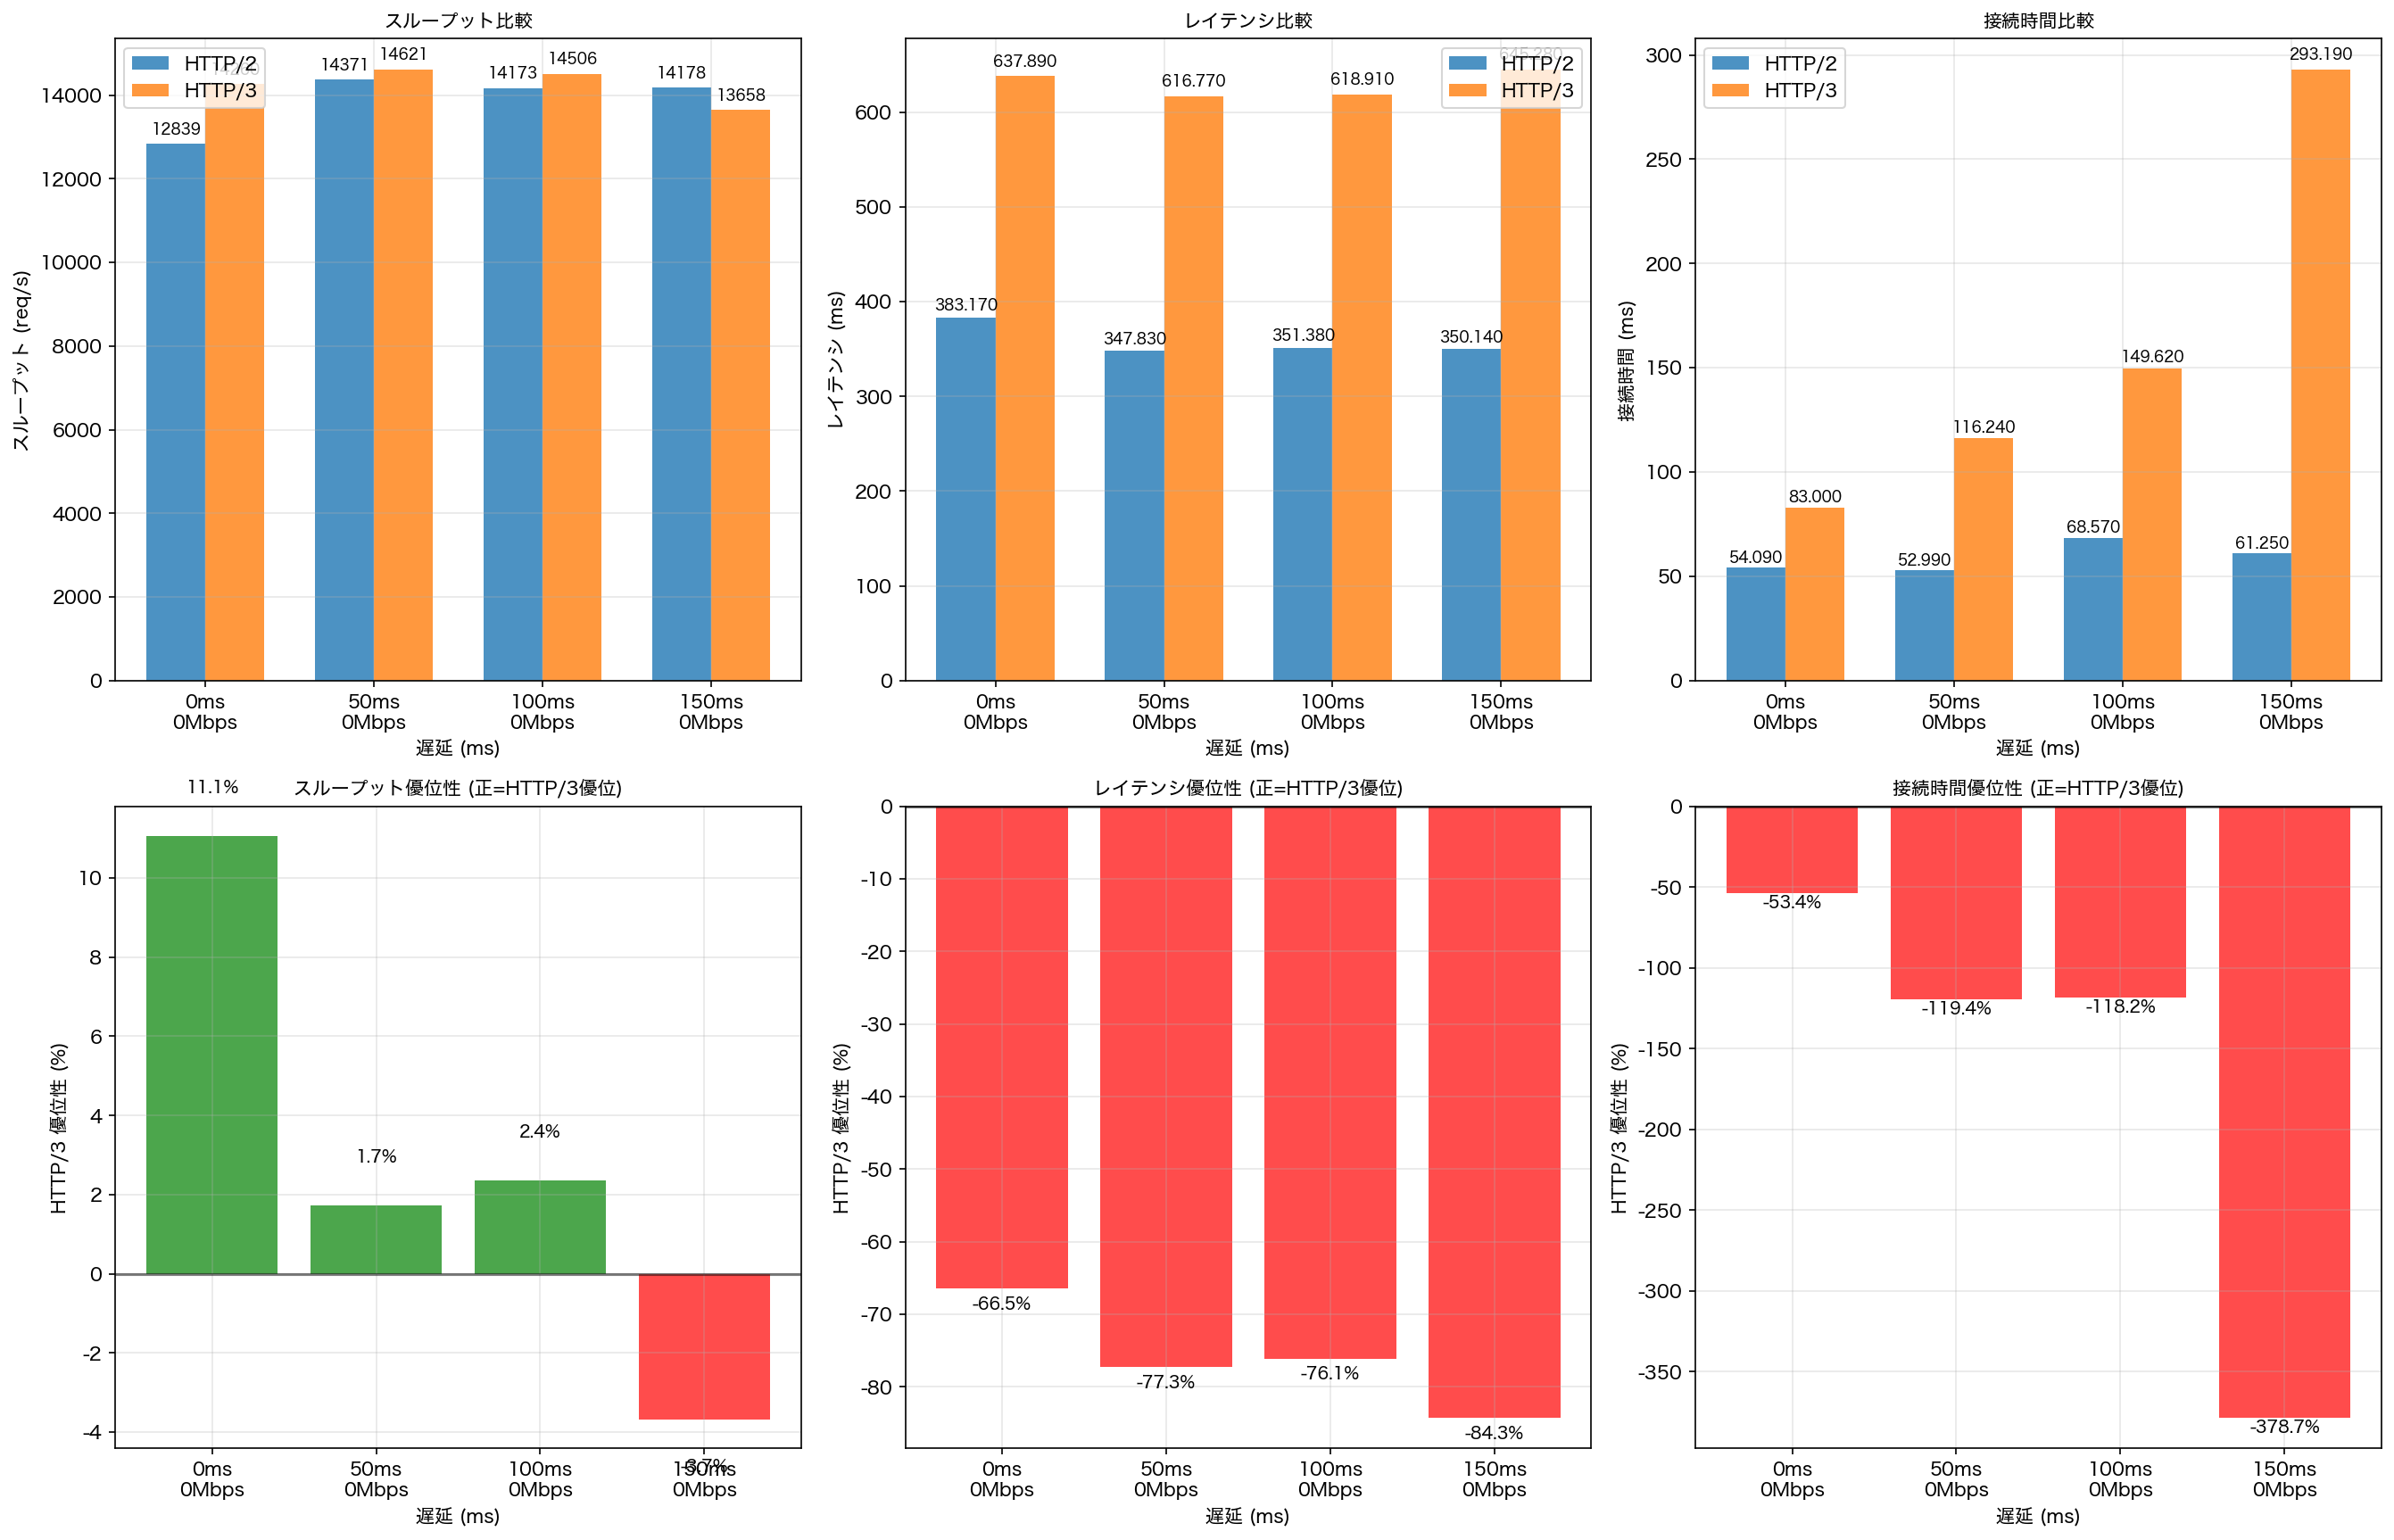 スループット比較
スループット (req/s)
14000
12000
10000
8000
6000
4000
2000
0
HTTP/2
HTTP/3
12839
14371
14621
14173
14506
14178
13658
0ms
0Mbps
50ms
0Mbps
100ms
0Mbps
150ms
0Mbps
遅延 (ms)
レイテンシ比較
レイテンシ (ms)
600
500
400
300
200
100
0
HTTP/2
HTTP/3
383.170
637.890
347.830
616.770
351.380
618.910
350.140
645.280
0ms
0Mbps
50ms
0Mbps
100ms
0Mbps
150ms
0Mbps
遅延 (ms)
接続時間比較
接続時間 (ms)
300
250
200
150
100
50
0
HTTP/2
HTTP/3
54.090
83.000
52.990
116.240
68.570
149.620
61.250
293.190
0ms
0Mbps
50ms
0Mbps
100ms
0Mbps
150ms
0Mbps
遅延 (ms)
スループット優位性 (正=HTTP/3優位)
HTTP/3 優位性 (%)
10
8
6
4
2
0
-2
-4
11.1%
1.7%
2.4%
-3.7%
0ms
0Mbps
50ms
0Mbps
100ms
0Mbps
150ms
0Mbps
遅延 (ms)
レイテンシ優位性 (正=HTTP/3優位)
HTTP/3 優位性 (%)
0
-10
-20
-30
-40
-50
-60
-70
-80
-66.5%
-77.3%
-76.1%
-84.3%
0ms
0Mbps
50ms
0Mbps
100ms
0Mbps
150ms
0Mbps
遅延 (ms)
接続時間優位性 (正=HTTP/3優位)
HTTP/3 優位性 (%)
0
-50
-100
-150
-200
-250
-300
-350
-53.4%
-119.4%
-118.2%
-378.7%
0ms
0Mbps
50ms
0Mbps
100ms
0Mbps
150ms
0Mbps
遅延 (ms)